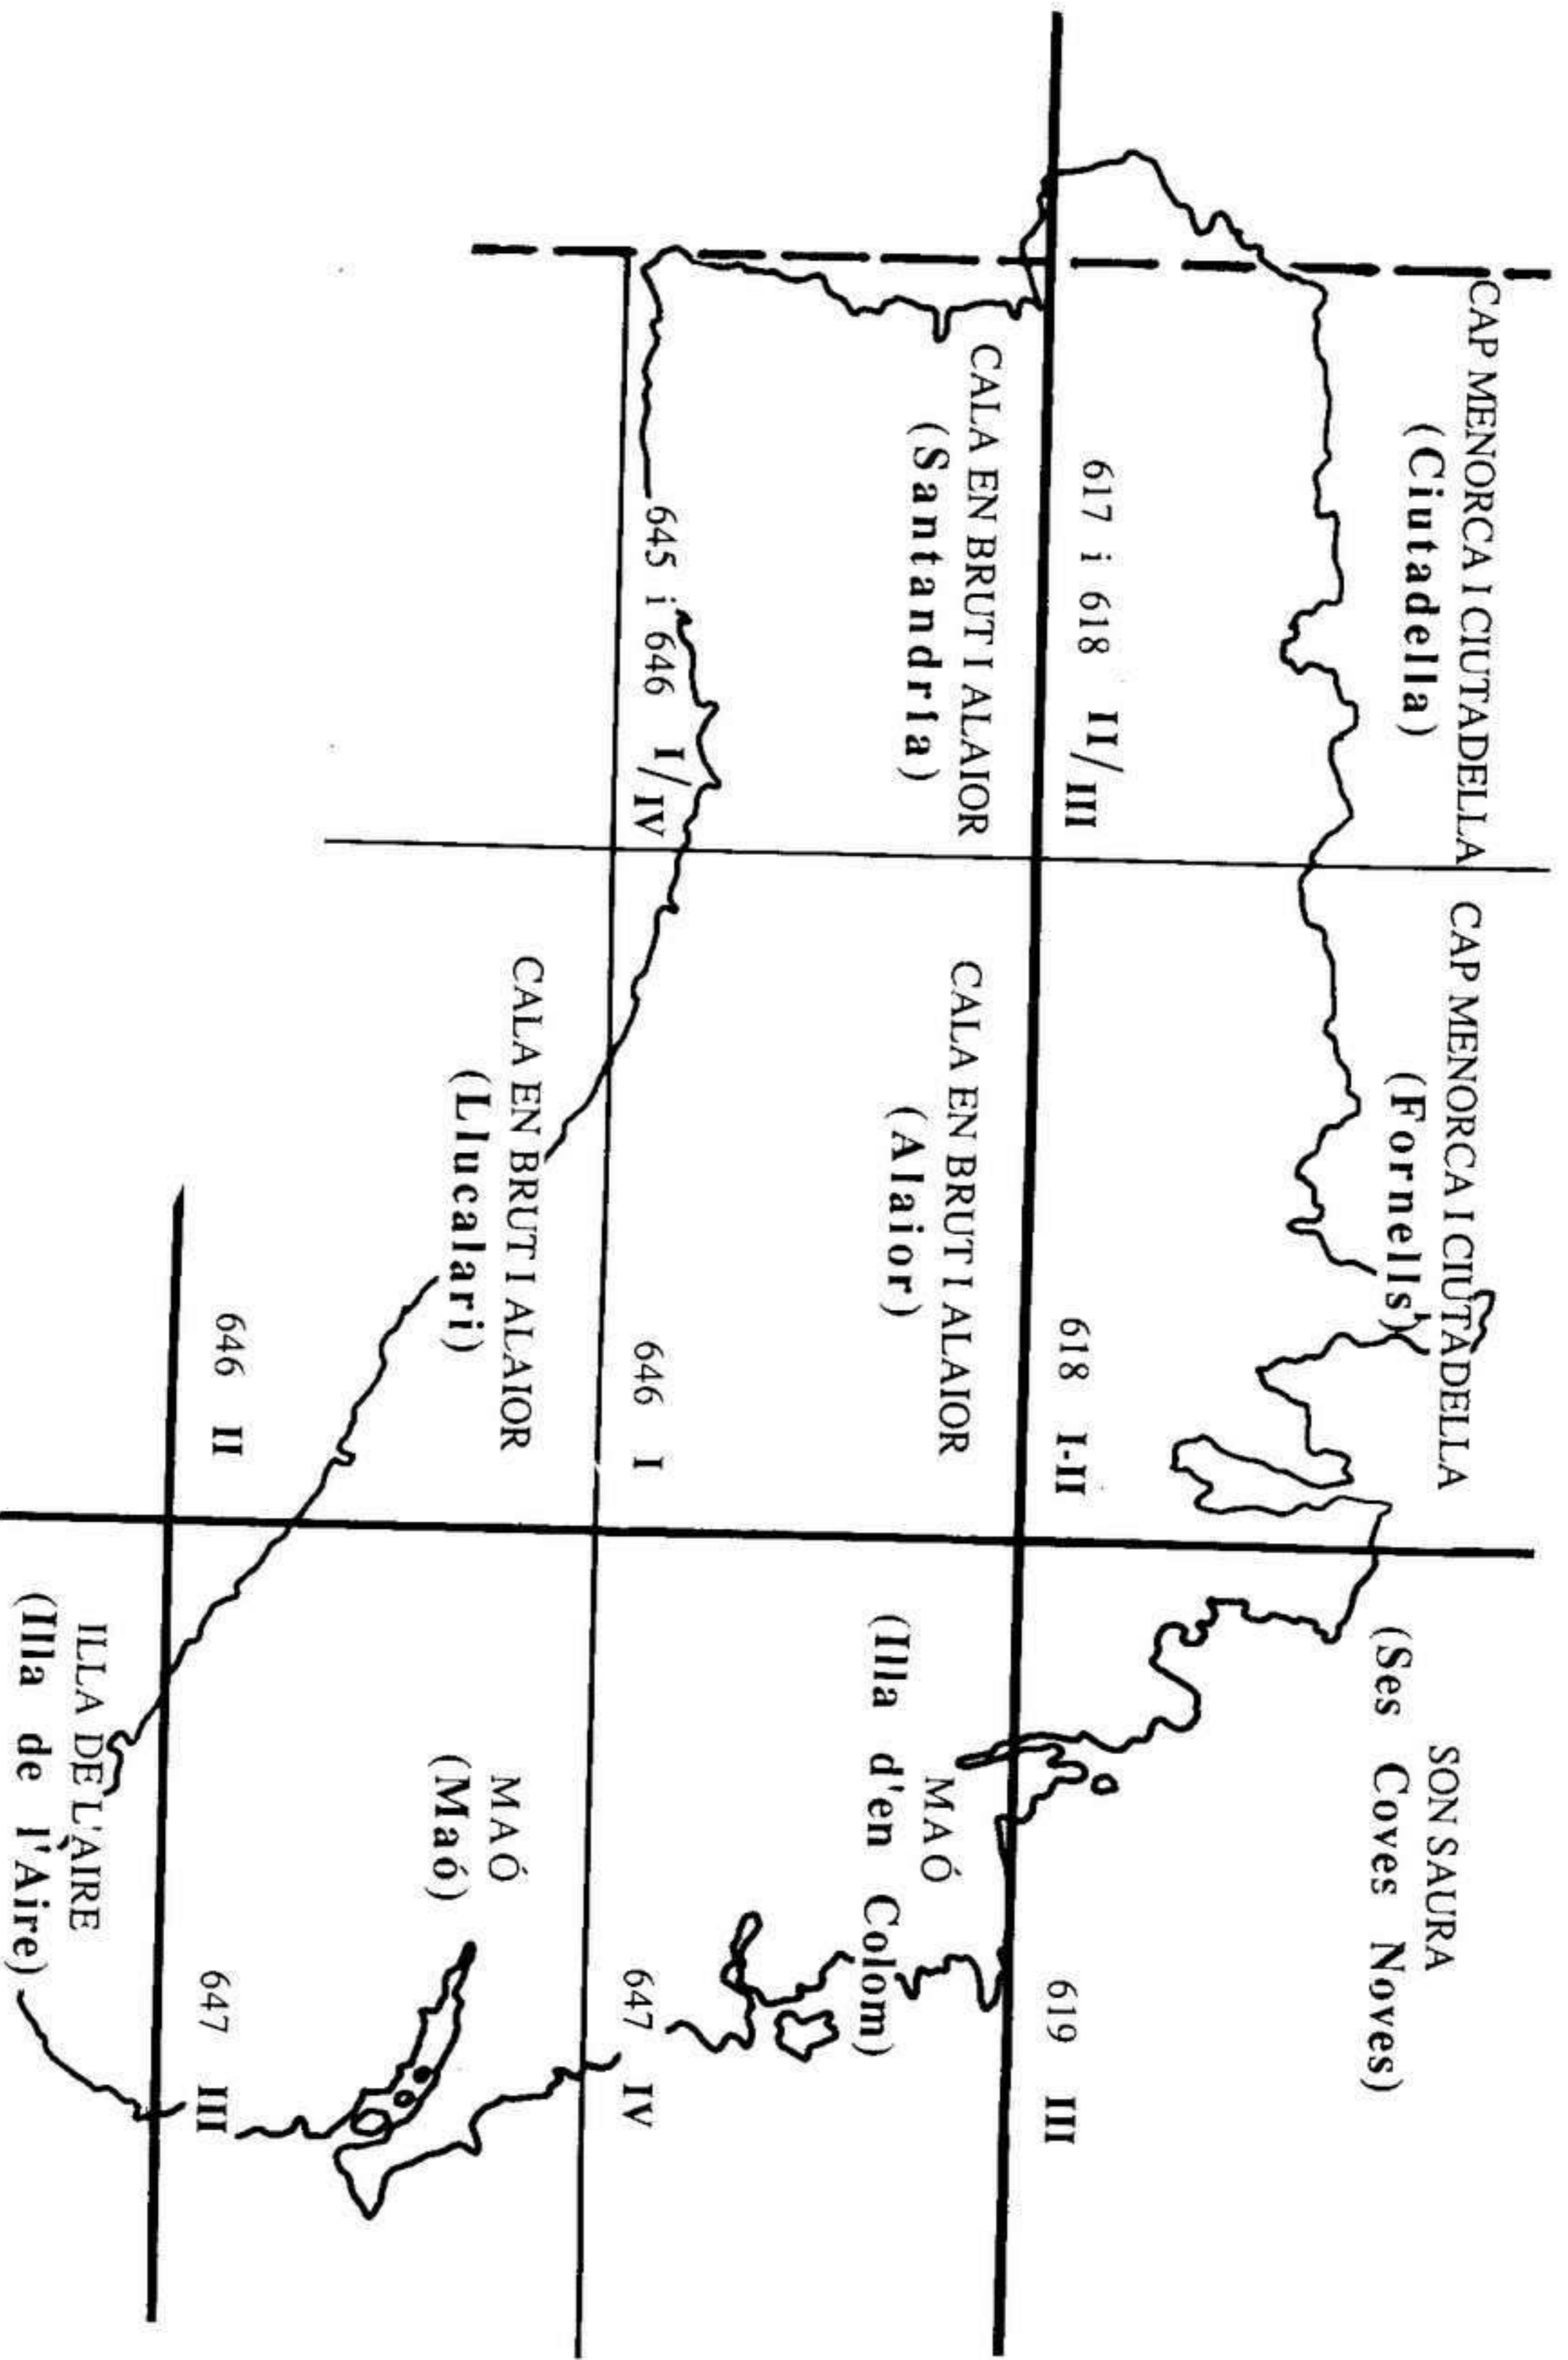 CAP MENORCA I CIUTADELLA
(Ciutadella)
617 i 618 II/III
CAP MENORCA I CIUTADELLA
(Fornells)
618 I-II
SON SAURA
(Ses Coves Noves)
619 III
CALA EN BRUT I ALAIOR
(Santandría)
645 i 646 I/IV
CALA EN BRUT I ALAIOR
(Alaior)
646 I
MAÓ
(Illa d'en Colom)
647 IV
CALA EN BRUT I ALAIOR
(Llucalari)
646 II
MAÓ
(Maó)
647 III
ILLA DE L'AIRE
(Illa de l'Aire)